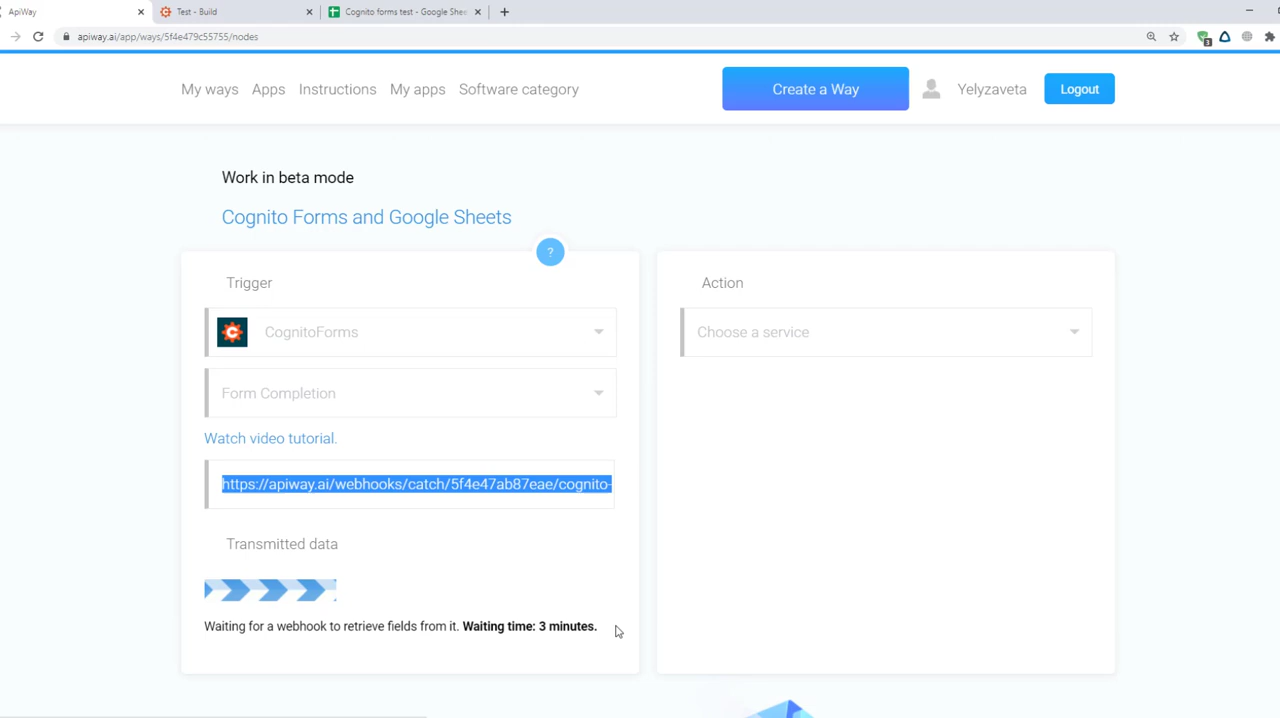 ApiWay
Test - Build
Cognito forms test - Google Shee
apiway.ai/app/ways/5f4e479c55755/nodes
3
My ways Apps Instructions My apps Software category Create a Way Yelyzaveta Logout
Work in beta mode
Cognito Forms and Google Sheets
?
Trigger
CognitoForms
Form Completion
Watch video tutorial.
https://apiway.ai/webhooks/catch/5f4e47ab87eae/cognito-
Transmitted data
Waiting for a webhook to retrieve fields from it. Waiting time: 3 minutes.
Action
Choose a service